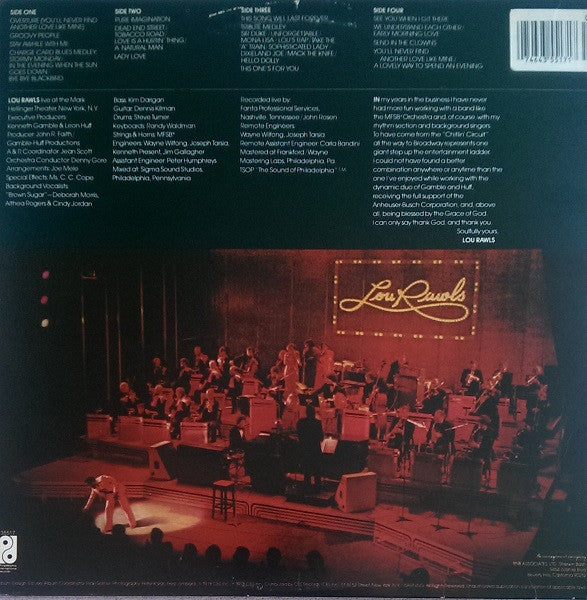 SIDE ONE
OVERTURE (YOU'LL NEVER FIND
ANOTHER LOVE LIKE MINE)
GROOVY PEOPLE
STAY AWHILE WITH ME
CHARGE CARD BLUES MEDLEY:
STORMY MONDAY,
IN THE EVENING WHEN THE SUN
GOES DOWN,
BYE BYE BLACKBIRD
SIDE TWO
PURE IMAGINATION
DEAD END STREET,
TOBACCO ROAD
LOVE IS A HURTIN' THING/
A NATURAL MAN
LADY LOVE
SIDE THREE
THIS SONG WILL LAST FOREVER
TRIBUTE MEDLEY:
SIR DUKE / UNFORGETTABLE
MONA LISA / LOU'S RAP, TAKE THE
"A" TRAIN, SOPHISTICATED LADY
DIXIELAND JOE / MACK THE KNIFE /
HELLO DOLLY
THIS ONE'S FOR YOU
SIDE FOUR
SEE YOU WHEN I GIT THERE
WE UNDERSTAND EACH OTHER
EARLY MORNING LOVE
SEND IN THE CLOWNS
YOU'LL NEVER FIND
ANOTHER LOVE LIKE MINE/
A LOVELY WAY TO SPEND AN EVENING
LOU RAWLS live at the Mark
Hellinger Theater, New York, N.Y.
Executive Producers
Kenneth Gamble & Leon Huff
Producer: John R. Faith,
Gamble-Huff Productions
A & R Coordinator: Jean Scott
Orchestra Conductor: Denny Gore
Arrangements: Joe Mele
Special Effects: Ms. C. C. Cope
Background Vocalists
"Brown Sugar"—Deborah Morris,
Althea Rogers & Cindy Jordan
Bass: Kim Darigan
Guitar: Dennis Kilman
Drums: Steve Turner
Keyboards: Randy Waldman
Strings & Horns: MFSB*
Engineers: Wayne Wilfong, Joseph Tarsia,
Kenneth Present, Jim Gallagher
Assistant Engineer: Peter Humphreys
Mixed at Sigma Sound Studios,
Philadelphia, Pennsylvania
Recorded live by:
Fanta Professional Services,
Nashville, Tennessee / John Rosen
Remote Engineers
Wayne Wilfong, Joseph Tarsia
Remote Assistant Engineer: Carla Bandini
Mastered at Frankford / Wayne
Mastering Labs, Philadelphia, Pa.
TSOP "The Sound of Philadelphia" T.M.
IN my years in the business I have never
had more fun working with a band like
the MFSB* Orchestra and, of course, with my
rhythm section and background singers.
To have come from the "Chitlin' Circuit"
all the way to Broadway represents one
giant step up the entertainment ladder.
I could not have found a better
combination anywhere or anytime than the
one I've enjoyed while working with the
dynamic duo of Gamble and Huff,
receiving the full support of the
Anheuser-Busch Corporation, and, above
all, being blessed by the Grace of God.
I can only say thank God, and thank you.
Soulfully yours,
LOU RAWLS
Lou Rawls